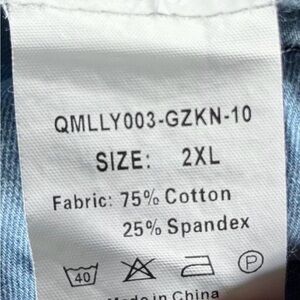 QMLLY003-GZKN-10
SIZE: 2XL
Fabric: 75% Cotton
25% Spandex
40 P
Made in China